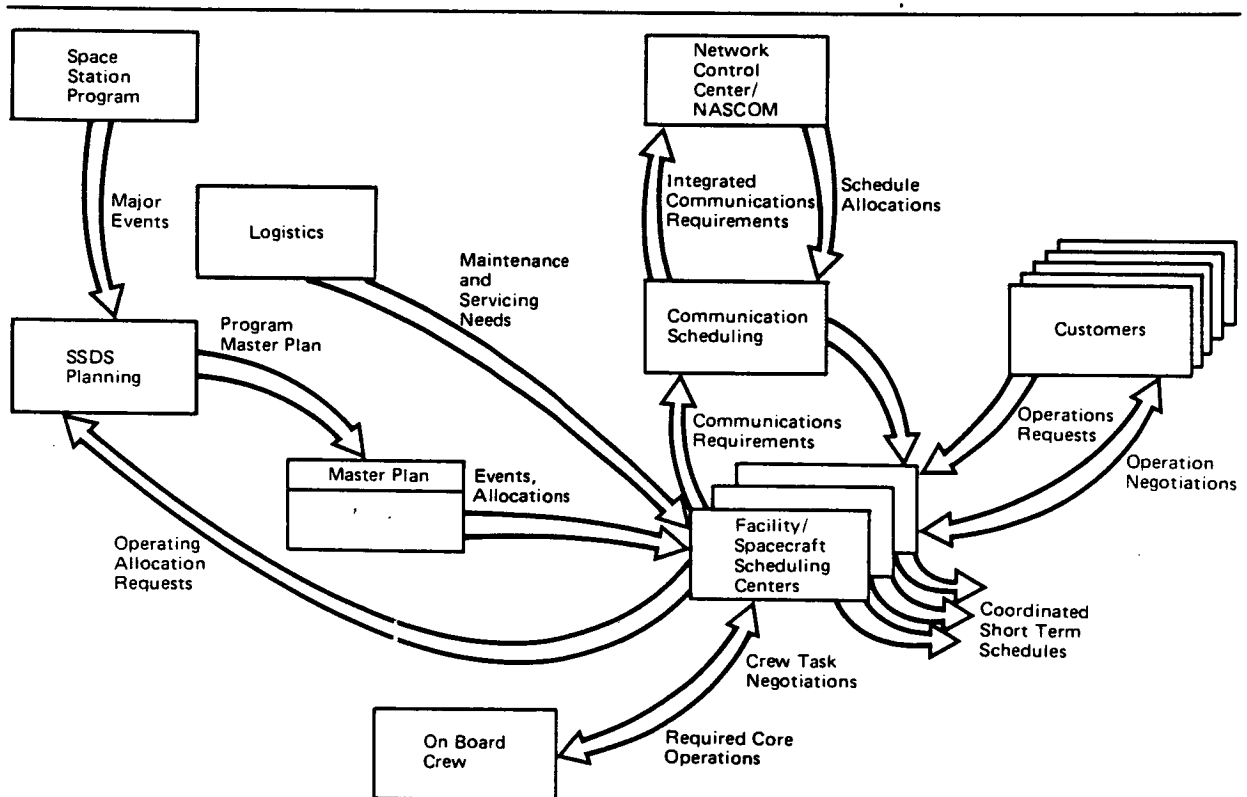 Space
Station
Program
Network
Control
Center/
NASCOM
Major
Events
Logistics
Integrated
Communications
Requirements
Schedule
Allocations
Maintenance
and
Servicing
Needs
SSDS
Planning
Program
Master Plan
Communication
Scheduling
Customers
Communications
Requirements
Operations
Requests
Operation
Negotiations
Master Plan
Events,
Allocations
Operating
Allocation
Requests
Facility/
Spacecraft
Scheduling
Centers
Coordinated
Short Term
Schedules
Crew Task
Negotiations
On Board
Crew
Required Core
Operations